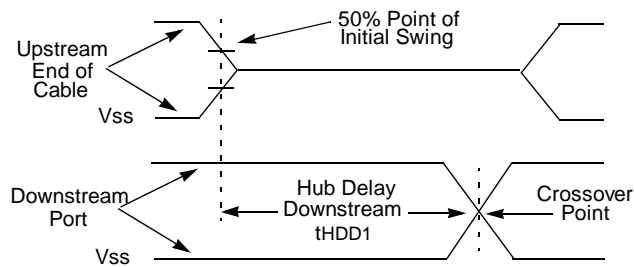 50% Point of
Initial Swing
Upstream
End of
Cable
Vss
Downstream
Port
Hub Delay
Downstream
tHDD1
Crossover
Point
Vss